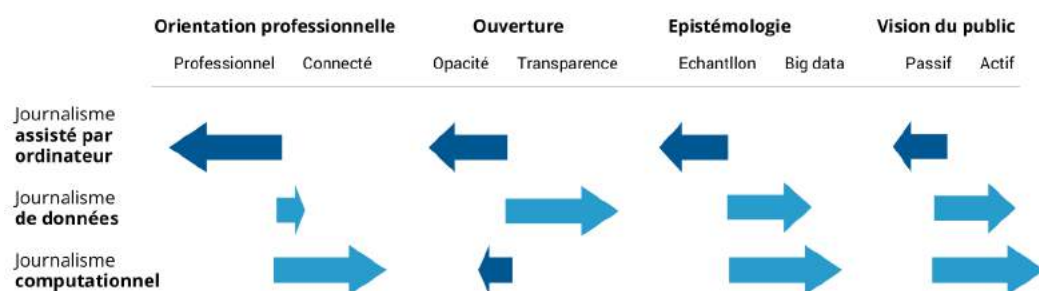 Orientation professionnelle Ouverture Epistémologie Vision du public
Professionnel Connecté Opacité Transparence Echantllon Big data Passif Actif
Journalisme
assisté par
ordinateur
Journalisme
de données
Journalisme
computationnel